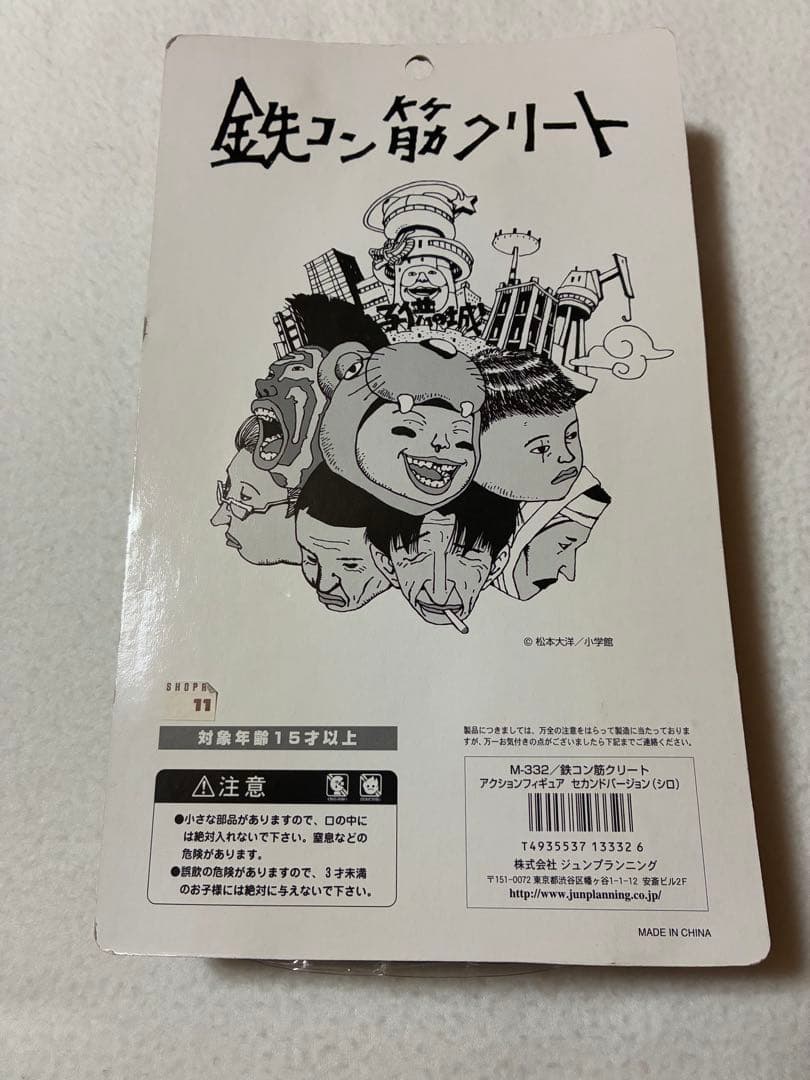 鉄コン筋クリート
子供の城
© 松本大洋／小学館
SHOPR
11
対象年齢15才以上
製品につきましては、万全の注意をはらって製造に当たっておりま
すが、万一お気付きの点がございましたら下記までご連絡ください。
⚠注意
●小さな部品がありますので、口の中に
は絶対入れないで下さい。窒息などの
危険があります。
●誤飲の危険がありますので、３才未満
のお子様には絶対に与えないで下さい。
M-332／鉄コン筋クリート
アクションフィギュア セカンドバージョン（シロ）
T4935537 13332 6
株式会社 ジュンプランニング
〒151-0072 東京都渋谷区幡ヶ谷1-1-12 安斎ビル2F
http://www.junplanning.co.jp/
MADE IN CHINA